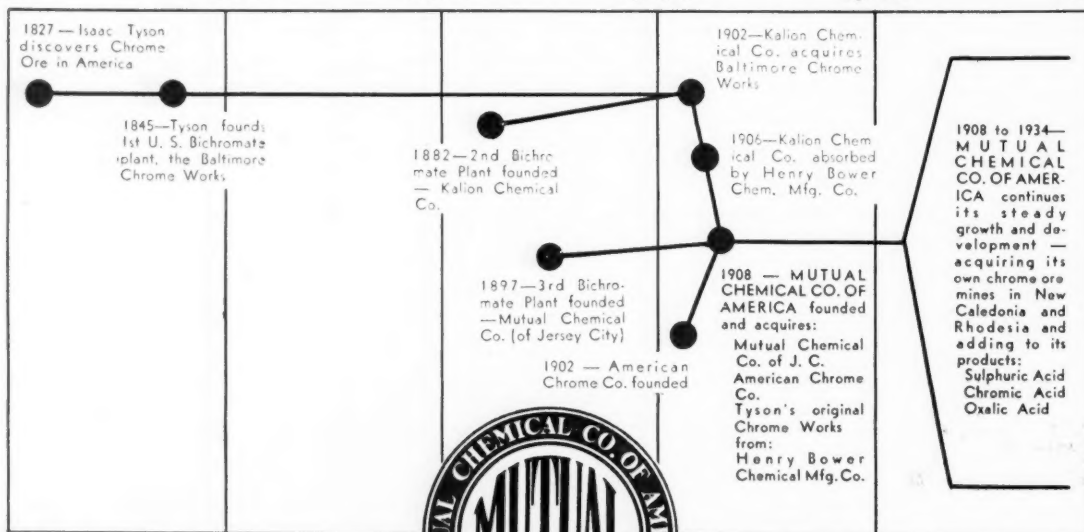 1827—Isaac Tyson
discovers Chrome
Ore in America
1845—Tyson founds
1st U. S. Bichromate
plant, the Baltimore
Chrome Works
1882—2nd Bichro
mate Plant founded
— Kalion Chemical
Co.
1897—3rd Bichro-
mate Plant founded
—Mutual Chemical
Co. (of Jersey City)
1902 — American
Chrome Co. founded
1902—Kalion Chem-
ical Co. acquires
Baltimore Chrome
Works
1906—Kalion Chem
ical Co. absorbed
by Henry Bower
Chem. Mfg. Co.
1908 — MUTUAL
CHEMICAL CO. OF
AMERICA founded
and acquires:
Mutual Chemical
Co. of J. C.
American Chrome
Co.
Tyson's original
Chrome Works
from:
Henry Bower
Chemical Mfg. Co.
1908 to 1934—
MUTUAL
CHEMICAL
CO. OF AMER-
ICA continues
its steady
growth and de-
velopment —
acquiring its
own chrome ore
mines in New
Caledonia and
Rhodesia and
adding to its
products:
Sulphuric Acid
Chromic Acid
Oxalic Acid
UAL CHEMICAL CO. OF AM
MUTUAL